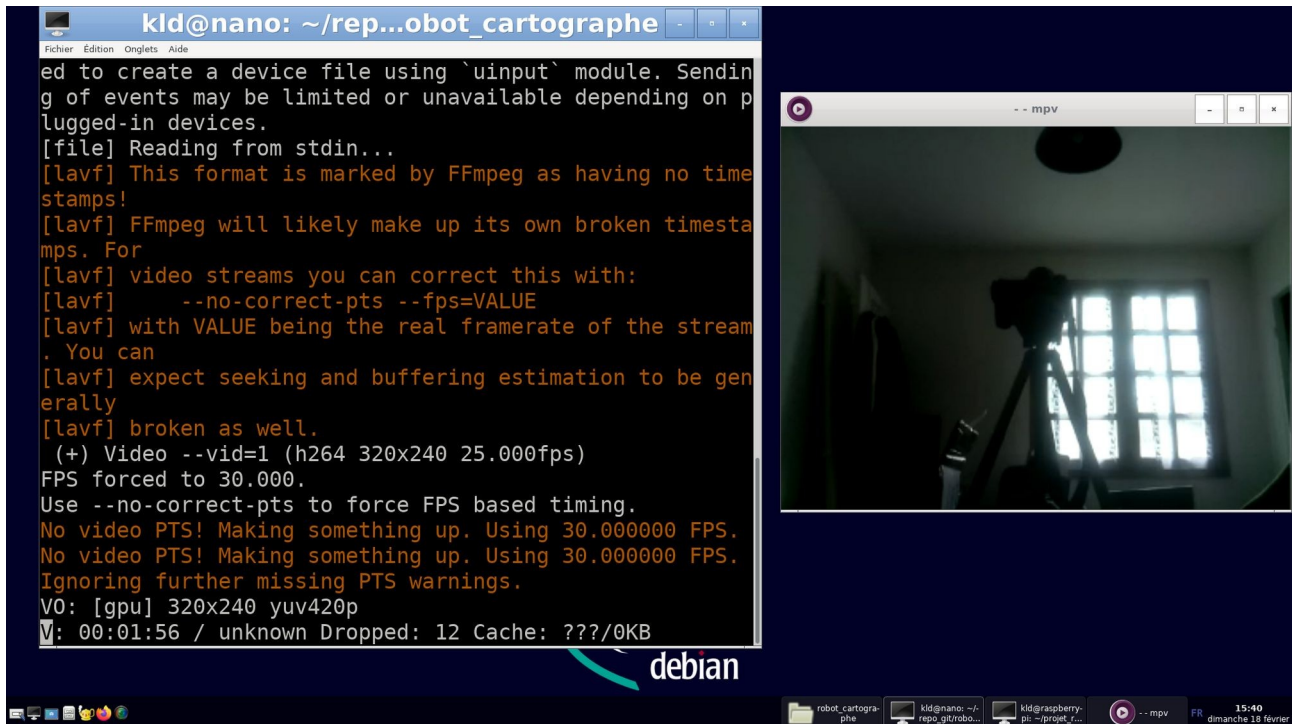 kld@nano: ~/rep...obot_cartographe
Fichier Édition Onglets Aide
ed to create a device file using `uinput` module. Sendin
g of events may be limited or unavailable depending on p
lugged-in devices.
[file] Reading from stdin...
[lavf] This format is marked by FFmpeg as having no time
stamps!
[lavf] FFmpeg will likely make up its own broken timesta
mps. For
[lavf] video streams you can correct this with:
[lavf]     --no-correct-pts --fps=VALUE
[lavf] with VALUE being the real framerate of the stream
. You can
[lavf] expect seeking and buffering estimation to be gen
erally
[lavf] broken as well.
 (+) Video --vid=1 (h264 320x240 25.000fps)
FPS forced to 30.000.
Use --no-correct-pts to force FPS based timing.
No video PTS! Making something up. Using 30.000000 FPS.
No video PTS! Making something up. Using 30.000000 FPS.
Ignoring further missing PTS warnings.
VO: [gpu] 320x240 yuv420p
V: 00:01:56 / unknown Dropped: 12 Cache: ???/0KB
- - mpv
debian
robot_cartogra-
phe
kld@nano: ~/-
repo_git/robo...
kld@raspberry-
pi: ~/projet_r...
- - mpv
FR
15:40
dimanche 18 février